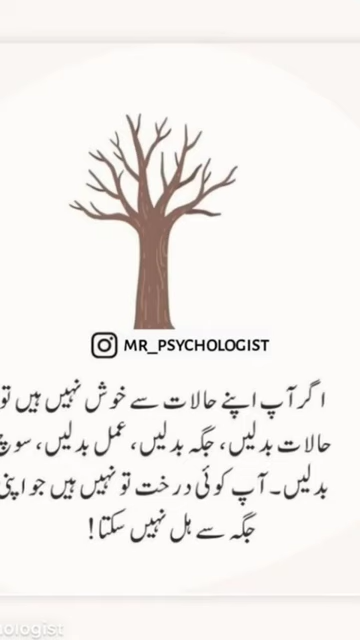 MR_PSYCHOLOGIST
اگر آپ اپنے حالات سے خوش نہیں ہیں تو
حالات بدلیں، جگہ بدلیں، عمل بدلیں، سوچ
بدلیں۔ آپ کوئی درخت تو نہیں ہیں جو اپنی
جگہ سے ہل نہیں سکتا!
ologist